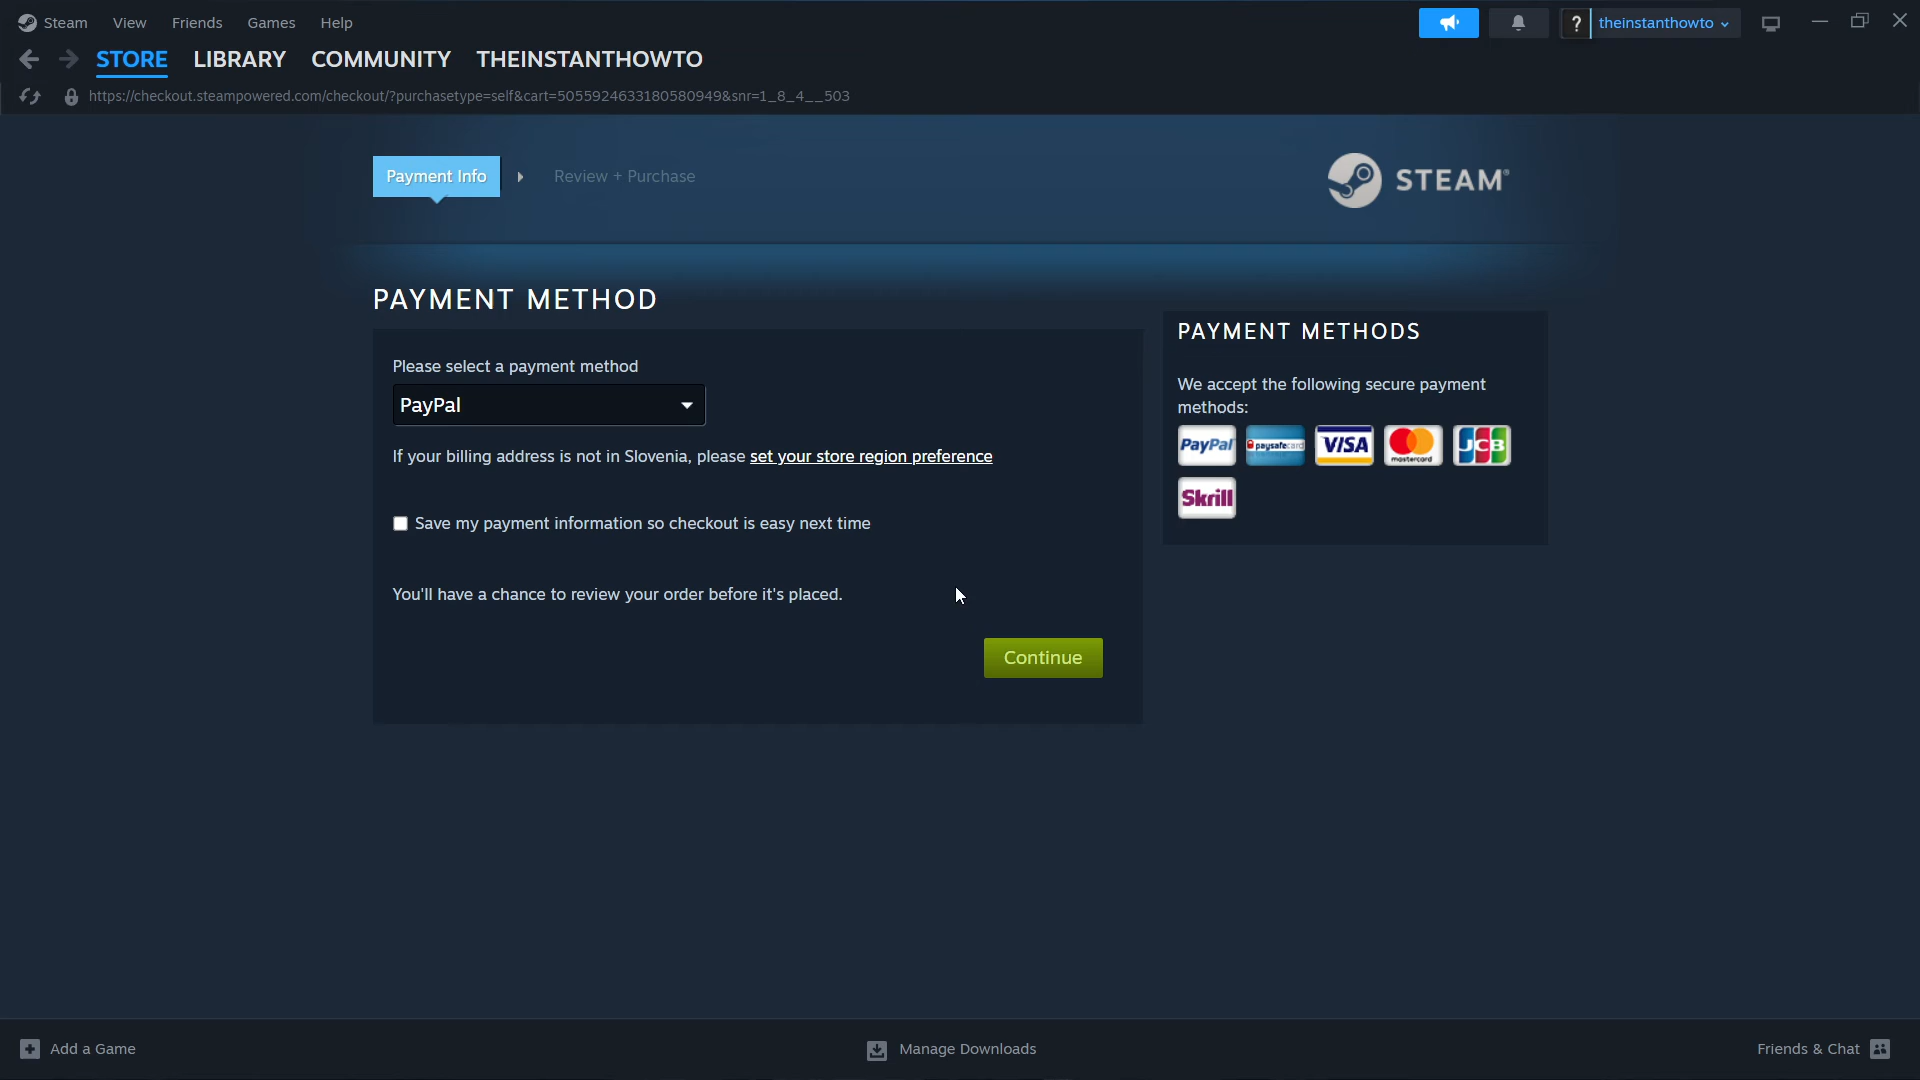 Steam View Friends Games Help
? theinstanthowto
STORE LIBRARY COMMUNITY THEINSTANTHOWTO
https://checkout.steampowered.com/checkout/?purchasetype=self&cart=5055924633180580949&snr=1_8_4__503
Payment Info Review + Purchase
STEAM®
PAYMENT METHOD
Please select a payment method
PayPal
If your billing address is not in Slovenia, please set your store region preference
Save my payment information so checkout is easy next time
You'll have a chance to review your order before it's placed.
Continue
PAYMENT METHODS
We accept the following secure payment
methods:
PayPal paysafecard VISA mastercard JCB
Skrill
Add a Game Manage Downloads Friends & Chat